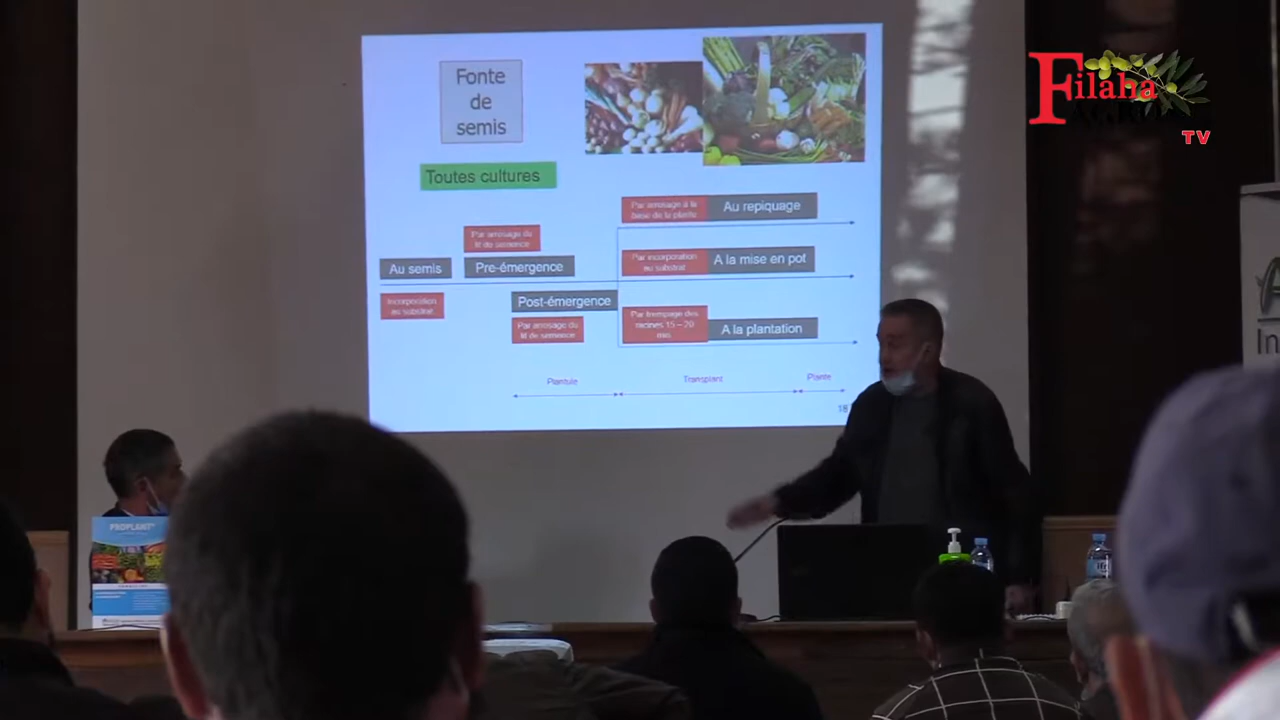 Fonte
de
semis
Toutes cultures
Par arrosage à la
base de la plante
Au repiquage
Par arrosage du
lit de semence
Par incorporation
au substrat
A la mise en pot
Au semis
Pre-émergence
Incorporation
au substrat
Post-émergence
Par arrosage du
lit de semence
Par trempage des
racines 15 – 20
min
A la plantation
Plantule
Transplant
Plante
18
Filaha
TV
PROPLANT
In